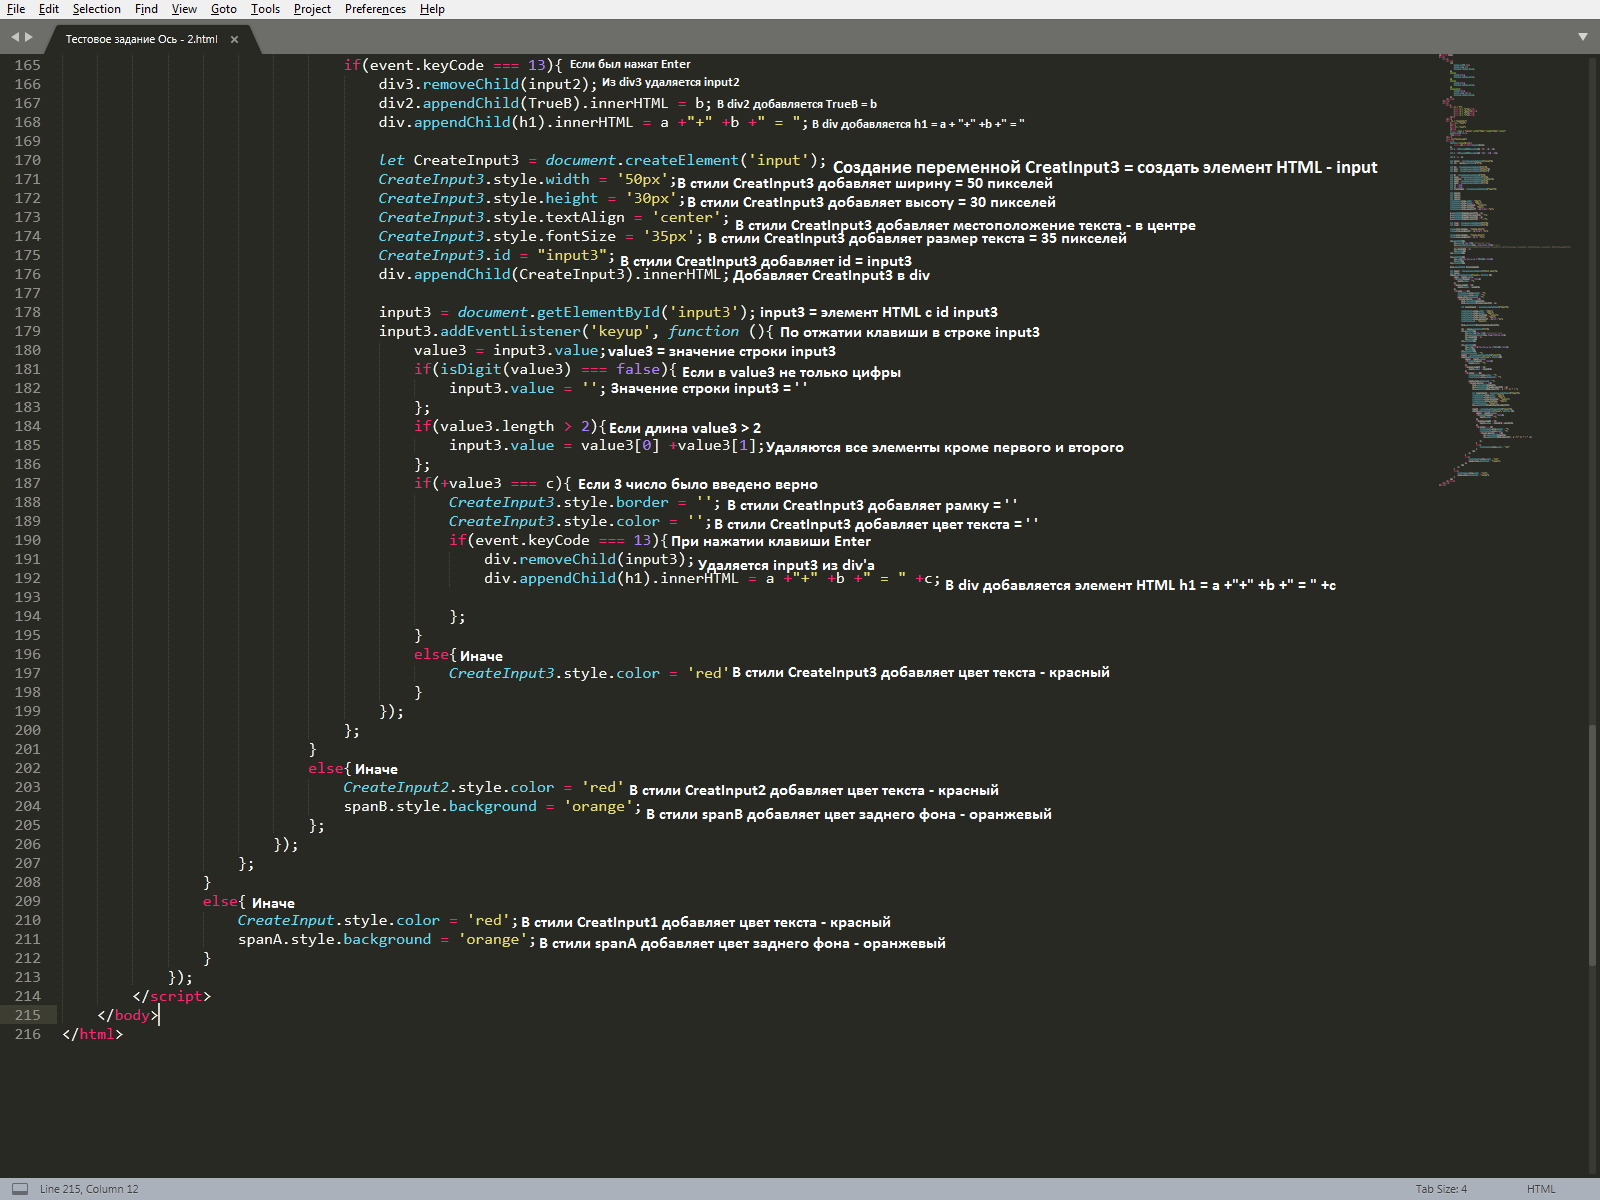 File Edit Selection Find View Goto Tools Project Preferences Help
Тестовое задание Ось - 2.html ×
165 if(event.keyCode === 13){ Если был нажат Enter
166 div3.removeChild(input2); Из div3 удаляется input2
167 div2.appendChild(TrueB).innerHTML = b; В div2 добавляется TrueB = b
168 div.appendChild(h1).innerHTML = a +"+" +b +" = "; В div добавляется h1 = a + "+" +b +" = "
169
170 let CreateInput3 = document.createElement('input'); Создание переменной CreatInput3 = создать элемент HTML - input
171 CreateInput3.style.width = '50px'; В стили CreatInput3 добавляет ширину = 50 пикселей
172 CreateInput3.style.height = '30px'; В стили CreatInput3 добавляет высоту = 30 пикселей
173 CreateInput3.style.textAlign = 'center'; В стили CreatInput3 добавляет местоположение текста - в центре
174 CreateInput3.style.fontSize = '35px'; В стили CreatInput3 добавляет размер текста = 35 пикселей
175 CreateInput3.id = "input3"; В стили CreatInput3 добавляет id = input3
176 div.appendChild(CreateInput3).innerHTML; Добавляет CreatInput3 в div
177
178 input3 = document.getElementById('input3'); input3 = элемент HTML с id input3
179 input3.addEventListener('keyup', function (){ По отжатии клавиши в строке input3
180 value3 = input3.value; value3 = значение строки input3
181 if(isDigit(value3) === false){ Если в value3 не только цифры
182 input3.value = ''; Значение строки input3 = ' '
183 };
184 if(value3.length > 2){ Если длина value3 > 2
185 input3.value = value3[0] +value3[1]; Удаляются все элементы кроме первого и второго
186 };
187 if(+value3 === c){ Если 3 число было введено верно
188 CreateInput3.style.border = ''; В стили CreatInput3 добавляет рамку = ' '
189 CreateInput3.style.color = ''; В стили CreatInput3 добавляет цвет текста = ' '
190 if(event.keyCode === 13){ При нажатии клавиши Enter
191 div.removeChild(input3); Удаляется input3 из div'a
192 div.appendChild(h1).innerHTML = a +"+" +b +" = " +c; В div добавляется элемент HTML h1 = a +"+" +b +" = " +c
193
194 };
195 }
196 else{ Иначе
197 CreateInput3.style.color = 'red' В стили CreateInput3 добавляет цвет текста - красный
198 }
199 });
200 };
201 }
202 else{ Иначе
203 CreateInput2.style.color = 'red' В стили CreatInput2 добавляет цвет текста - красный
204 spanB.style.background = 'orange'; В стили spanB добавляет цвет заднего фона - оранжевый
205 };
206 });
207 };
208 }
209 else{ Иначе
210 CreateInput.style.color = 'red'; В стили CreatInput1 добавляет цвет текста - красный
211 spanA.style.background = 'orange'; В стили spanA добавляет цвет заднего фона - оранжевый
212 }
213 });
214 </script>
215 </body>
216 </html>
Line 215, Column 12 Tab Size: 4 HTML